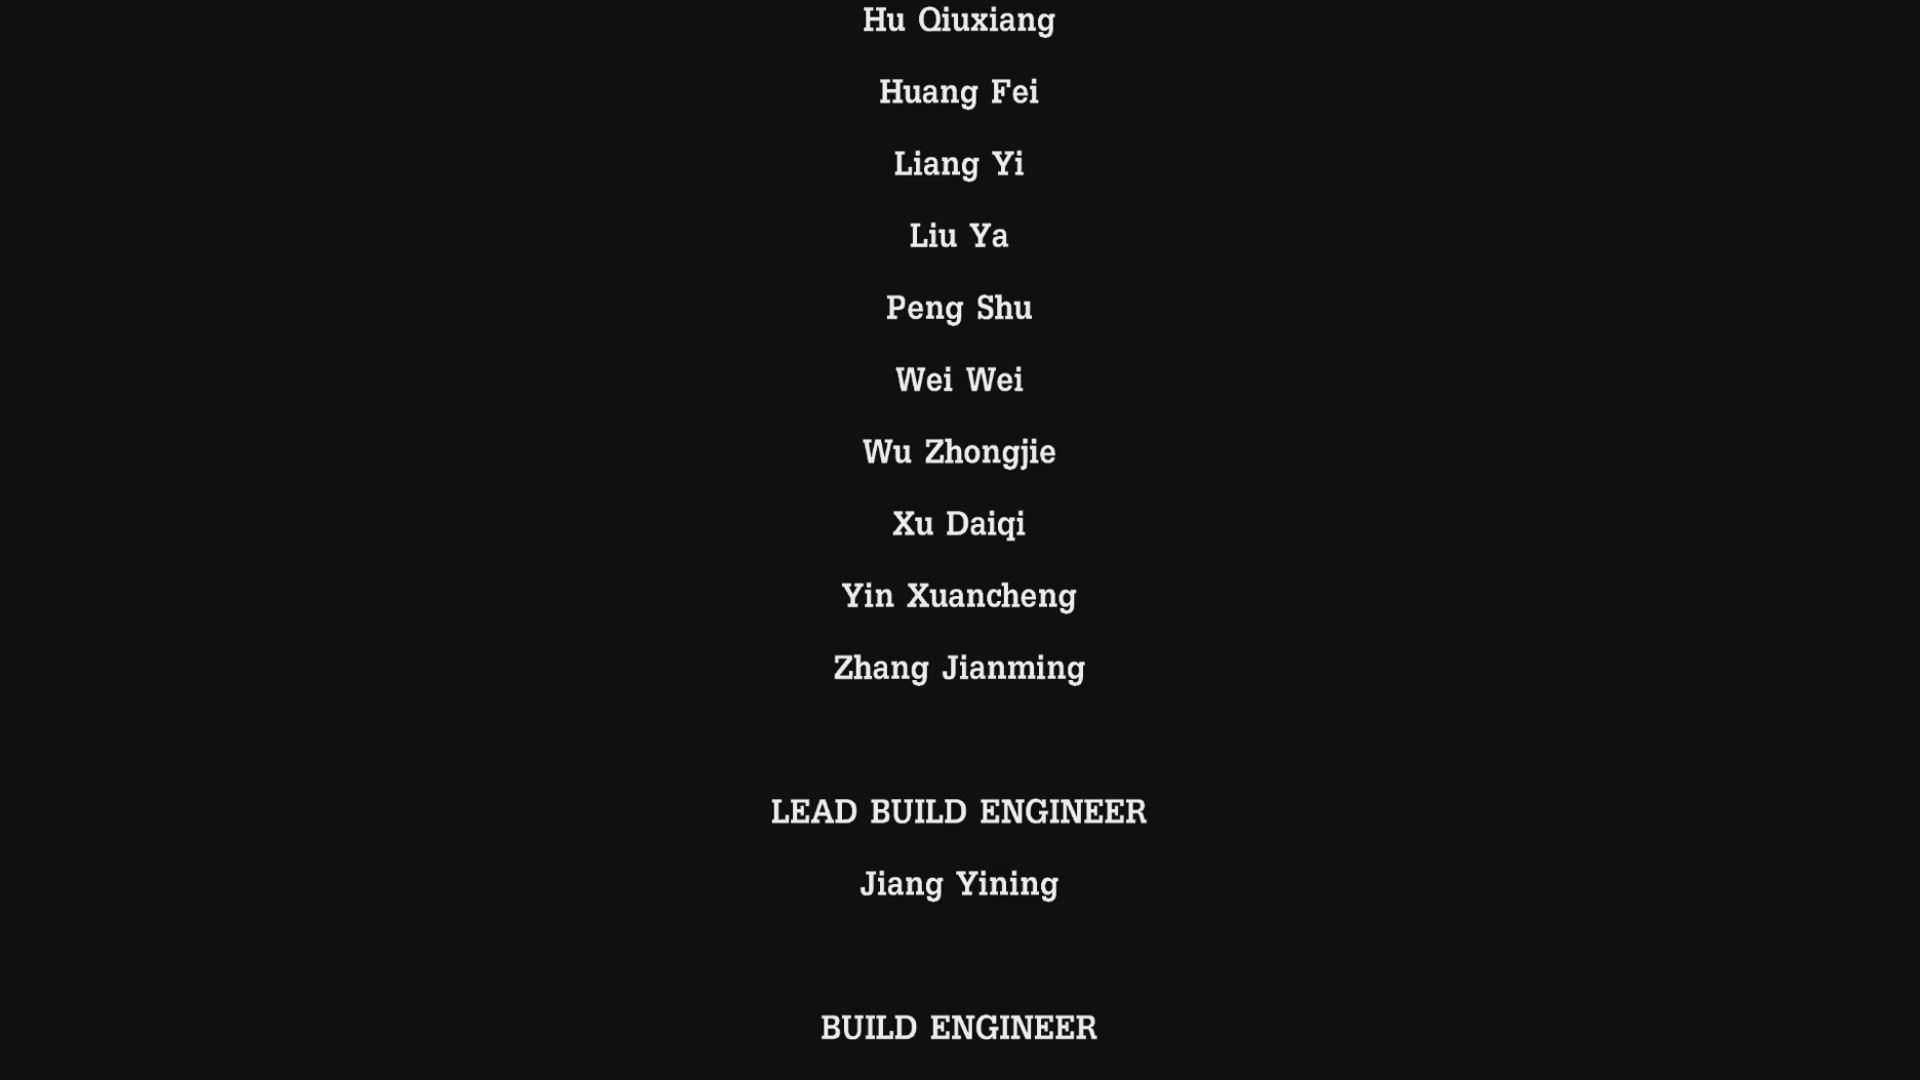 Hu Qiuxiang
Huang Fei
Liang Yi
Liu Ya
Peng Shu
Wei Wei
Wu Zhongjie
Xu Daiqi
Yin Xuancheng
Zhang Jianming
LEAD BUILD ENGINEER
Jiang Yining
BUILD ENGINEER